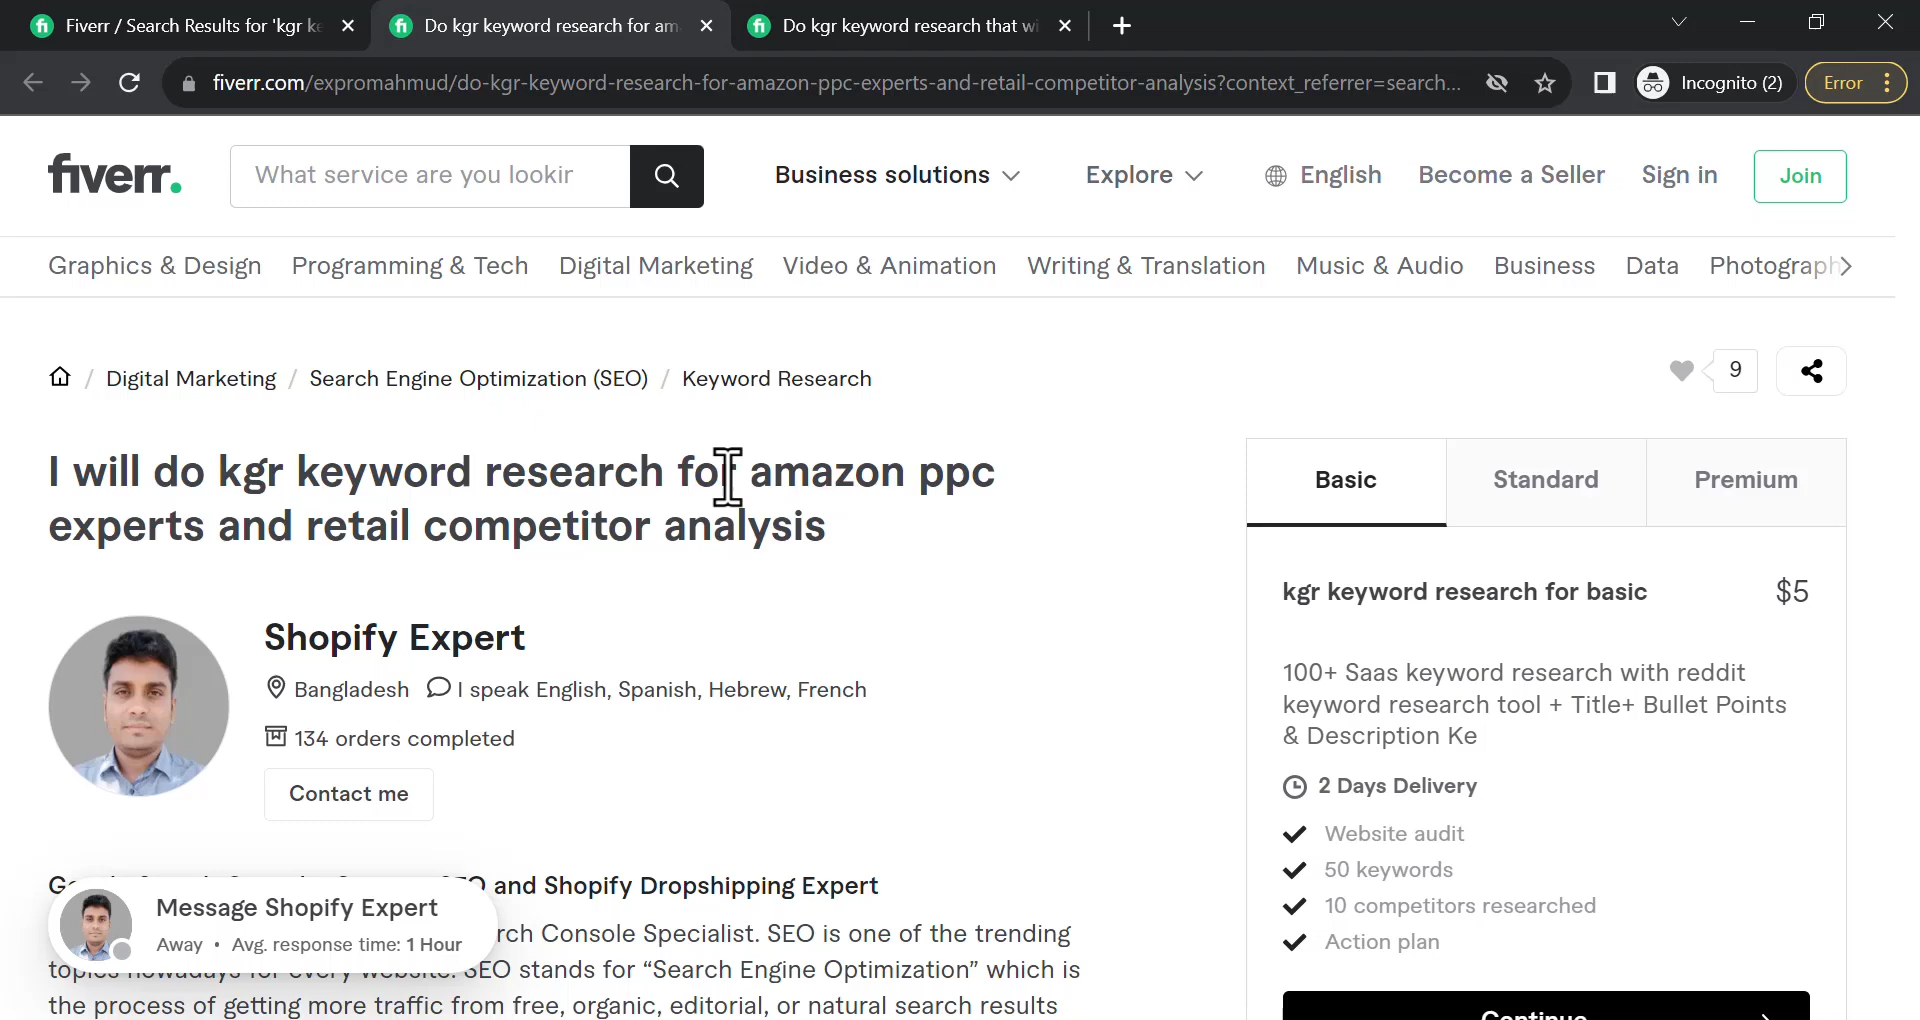 Fiverr / Search Results for 'kgr ke
Do kgr keyword research for am
Do kgr keyword research that wi
fiverr.com/expromahmud/do-kgr-keyword-research-for-amazon-ppc-experts-and-retail-competitor-analysis?context_referrer=search...
Incognito (2)
Error
fiverr.
What service are you lookir
Business solutions
Explore
English
Become a Seller
Sign in
Join
Graphics & Design Programming & Tech Digital Marketing Video & Animation Writing & Translation Music & Audio Business Data Photograph
/ Digital Marketing / Search Engine Optimization (SEO) / Keyword Research
9
I will do kgr keyword research for amazon ppc
experts and retail competitor analysis
Shopify Expert
Bangladesh I speak English, Spanish, Hebrew, French
134 orders completed
Contact me
and Shopify Dropshipping Expert
rch Console Specialist. SEO is one of the trending
topics nowadays for every website. SEO stands for “Search Engine Optimization” which is
the process of getting more traffic from free, organic, editorial, or natural search results
Message Shopify Expert
Away • Avg. response time: 1 Hour
Basic
Standard
Premium
kgr keyword research for basic $5
100+ Saas keyword research with reddit
keyword research tool + Title+ Bullet Points
& Description Ke
2 Days Delivery
Website audit
50 keywords
10 competitors researched
Action plan
Continue